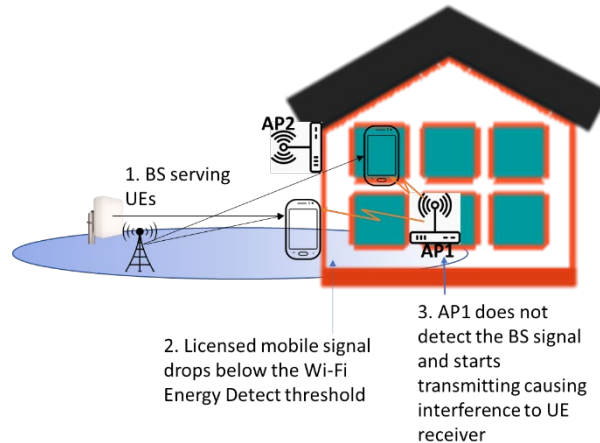 AP2
1. BS serving
UEs
AP1
2. Licensed mobile signal
drops below the Wi-Fi
Energy Detect threshold
3. AP1 does not
detect the BS signal
and starts
transmitting causing
interference to UE
receiver